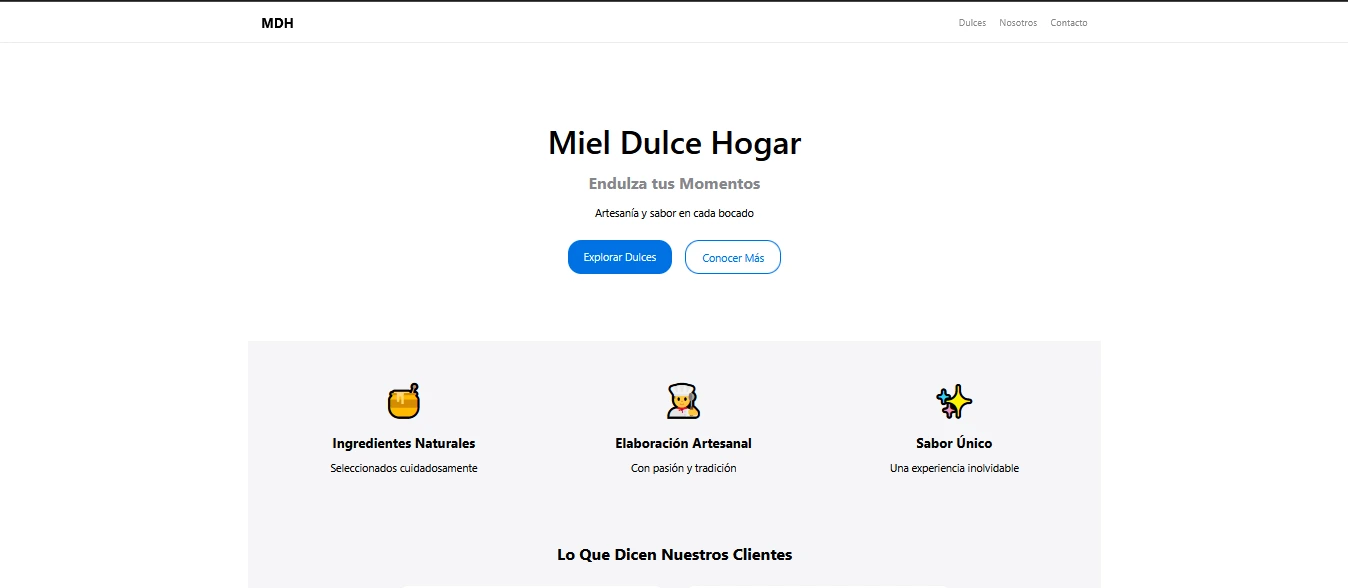 MDH
Dulces Nosotros Contacto
Miel Dulce Hogar
Endulza tus Momentos
Artesanía y sabor en cada bocado
Explorar Dulces Conocer Más
Ingredientes Naturales Elaboración Artesanal Sabor Único
Seleccionados cuidadosamente Con pasión y tradición Una experiencia inolvidable
Lo Que Dicen Nuestros Clientes